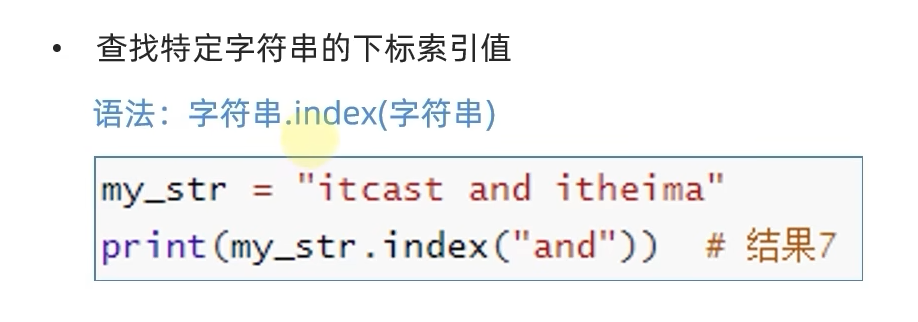 • 查找特定字符串的下标索引值
语法：字符串.index(字符串)
my_str = "itcast and itheima"
print(my_str.index("and"))  # 结果7